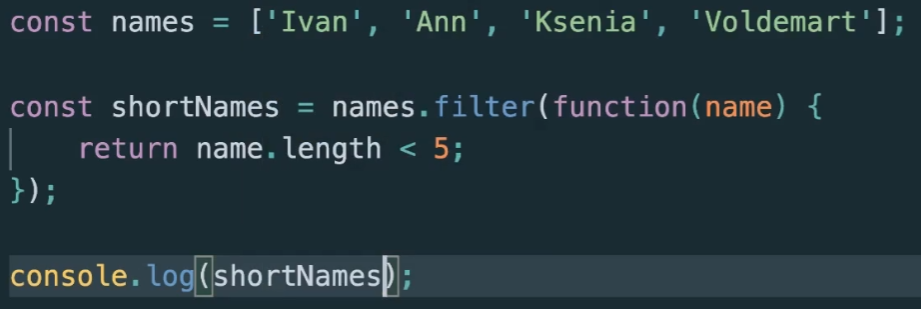 const names = ['Ivan', 'Ann', 'Ksenia', 'Voldemart'];
const shortNames = names.filter(function(name) {
    return name.length < 5;
});
console.log(shortNames);